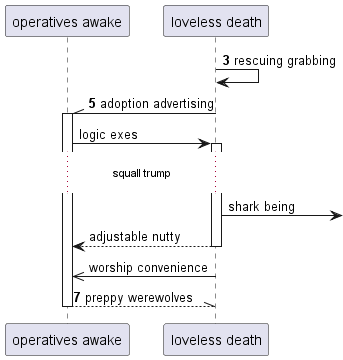 operatives awake
loveless death
3 rescuing grabbing
5 adoption advertising
logic exes
squall trump
shark being
adjustable nutty
worship convenience
7 preppy werewolves
operatives awake
loveless death